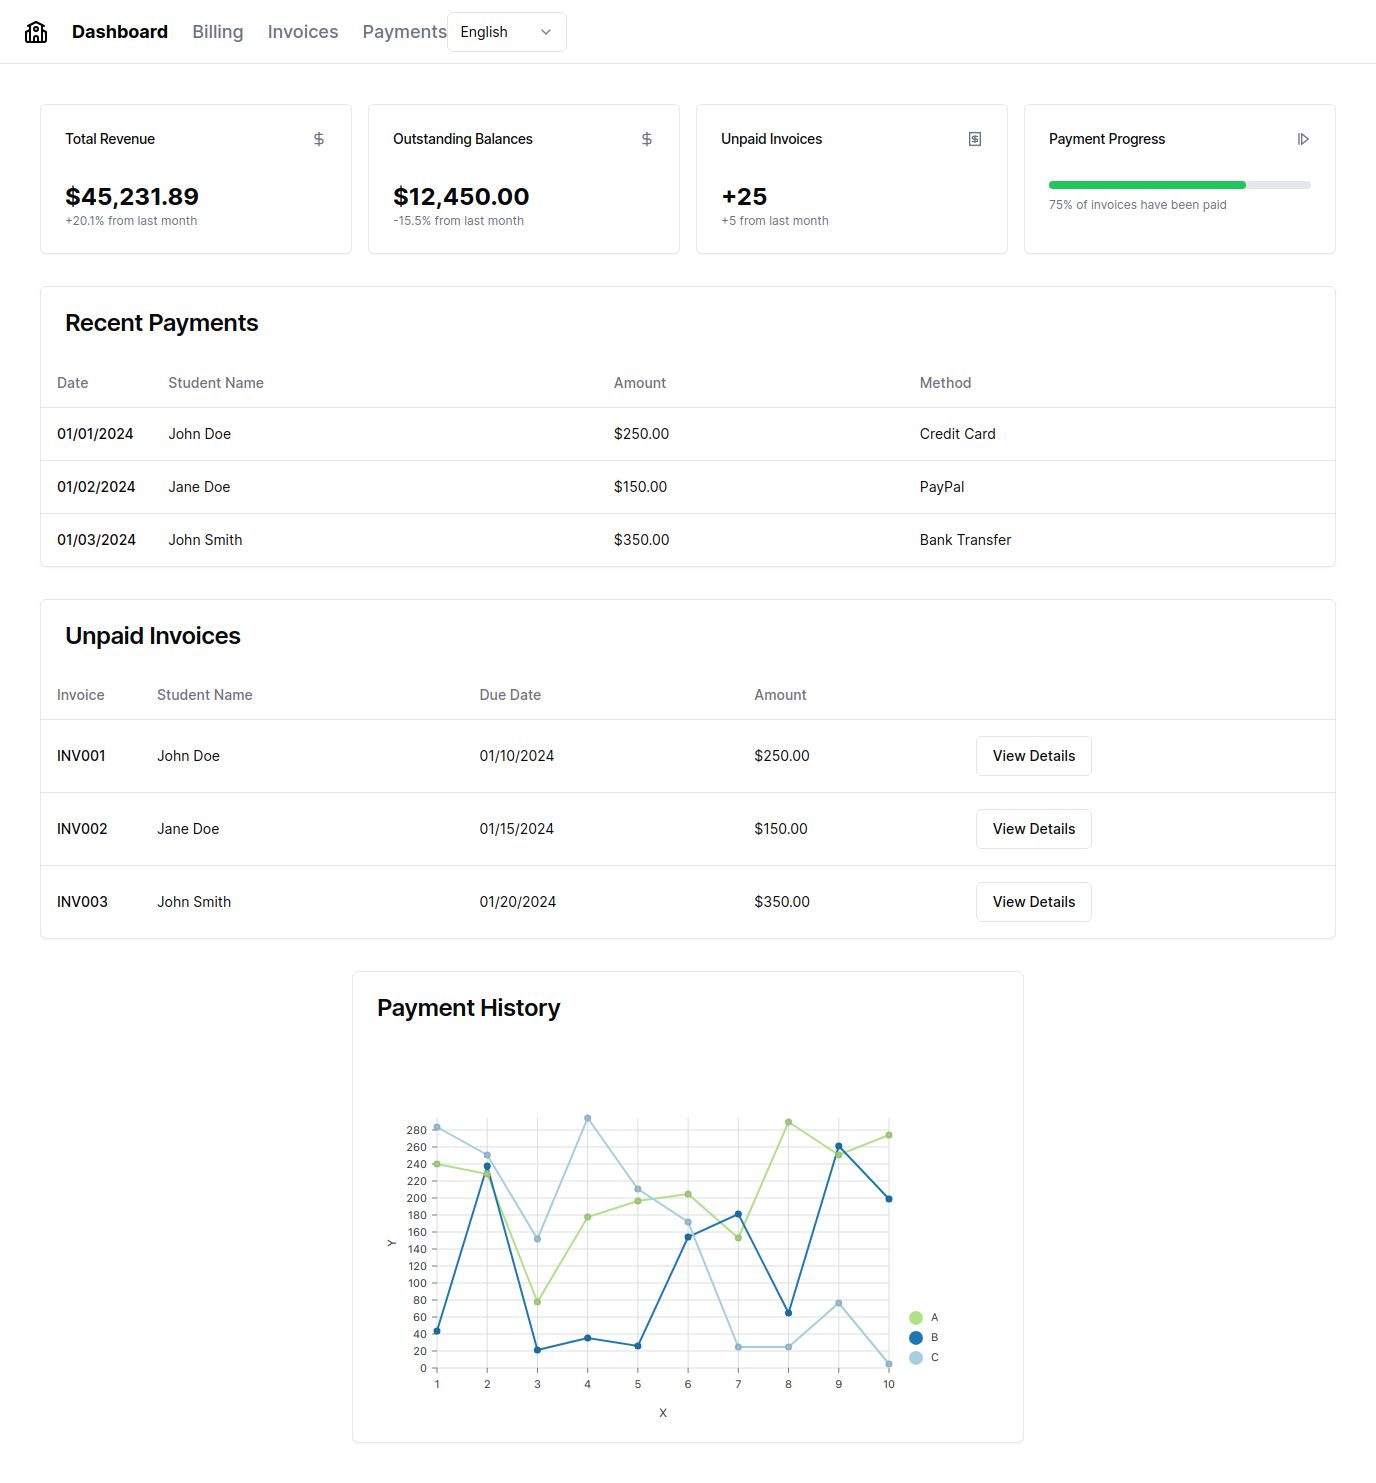 Dashboard Billing Invoices Payments English
Total Revenue
$45,231.89
+20.1% from last month
Outstanding Balances
$12,450.00
-15.5% from last month
Unpaid Invoices
+25
+5 from last month
Payment Progress
75% of invoices have been paid
Recent Payments
Date Student Name Amount Method
01/01/2024 John Doe $250.00 Credit Card
01/02/2024 Jane Doe $150.00 PayPal
01/03/2024 John Smith $350.00 Bank Transfer
Unpaid Invoices
Invoice Student Name Due Date Amount
INV001 John Doe 01/10/2024 $250.00 View Details
INV002 Jane Doe 01/15/2024 $150.00 View Details
INV003 John Smith 01/20/2024 $350.00 View Details
Payment History
280
260
240
220
200
180
160
140
120
100
80
60
40
20
0
Y
1 2 3 4 5 6 7 8 9 10
X
A
B
C